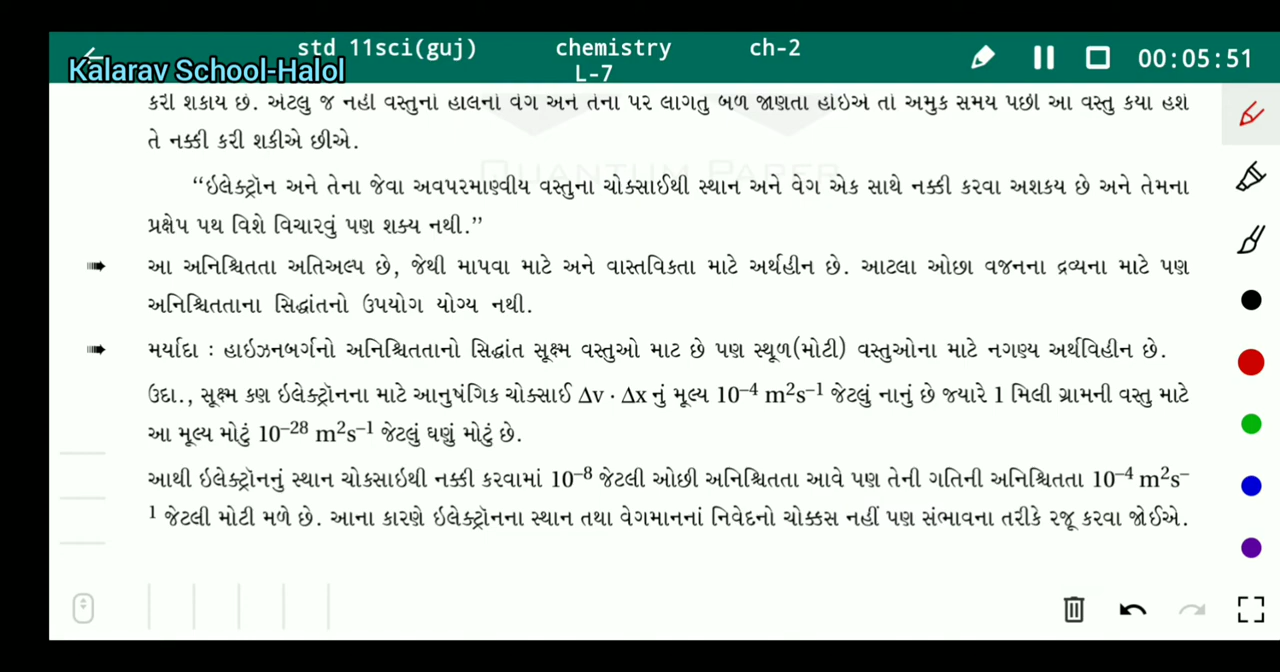 std 11sci(guj) chemistry ch-2
Kalarav School-Halol L-7 00:05:51
કરી શકાય છે. એટલુ જ નહી વસ્તુનો હાલનો વેગ અને તેના પર લાગતુ બળ જાણતા હોઇએ તો અમુક સમય પછી આ વસ્તુ કયા હશે
તે નક્કી કરી શકીએ છીએ.
QUANTUM PAPER
“ઇલેક્ટ્રૉન અને તેના જેવા અવપરમાણ્વીય વસ્તુના ચોક્સાઈથી સ્થાન અને વેગ એક સાથે નક્કી કરવા અશકય છે અને તેમના
પ્રક્ષેપ પથ વિશે વિચારવું પણ શક્ય નથી.”
➠ આ અનિશ્ચિતતા અતિઅલ્પ છે, જેથી માપવા માટે અને વાસ્તવિકતા માટે અર્થહીન છે. આટલા ઓછા વજનના દ્રવ્યના માટે પણ
અનિશ્ચિતતાના સિદ્ધાંતનો ઉપયોગ યોગ્ય નથી.
➠ મર્યાદા : હાઇઝનબર્ગનો અનિશ્ચિતતાનો સિદ્ધાંત સૂક્ષ્મ વસ્તુઓ માટ છે પણ સ્થૂળ(મોટી) વસ્તુઓના માટે નગણ્ય અર્થવિહીન છે.
ઉદા., સૂક્ષ્મ કણ ઇલેક્ટ્રૉનના માટે આનુષંગિક ચોક્સાઈ Δv · Δx નું મૂલ્ય 10⁻⁴ m²s⁻¹ જેટલું નાનું છે જ્યારે 1 મિલી ગ્રામની વસ્તુ માટે
આ મૂલ્ય મોટું 10⁻²⁸ m²s⁻¹ જેટલું ઘણું મોટું છે.
આથી ઇલેક્ટ્રૉનનું સ્થાન ચોકસાઇથી નક્કી કરવામાં 10⁻⁸ જેટલી ઓછી અનિશ્ચિતતા આવે પણ તેની ગતિની અનિશ્ચિતતા 10⁻⁴ m²s⁻
1 જેટલી મોટી મળે છે. આના કારણે ઇલેક્ટ્રૉનના સ્થાન તથા વેગમાનનાં નિવેદનો ચોક્કસ નહીં પણ સંભાવના તરીકે રજૂ કરવા જોઈએ.